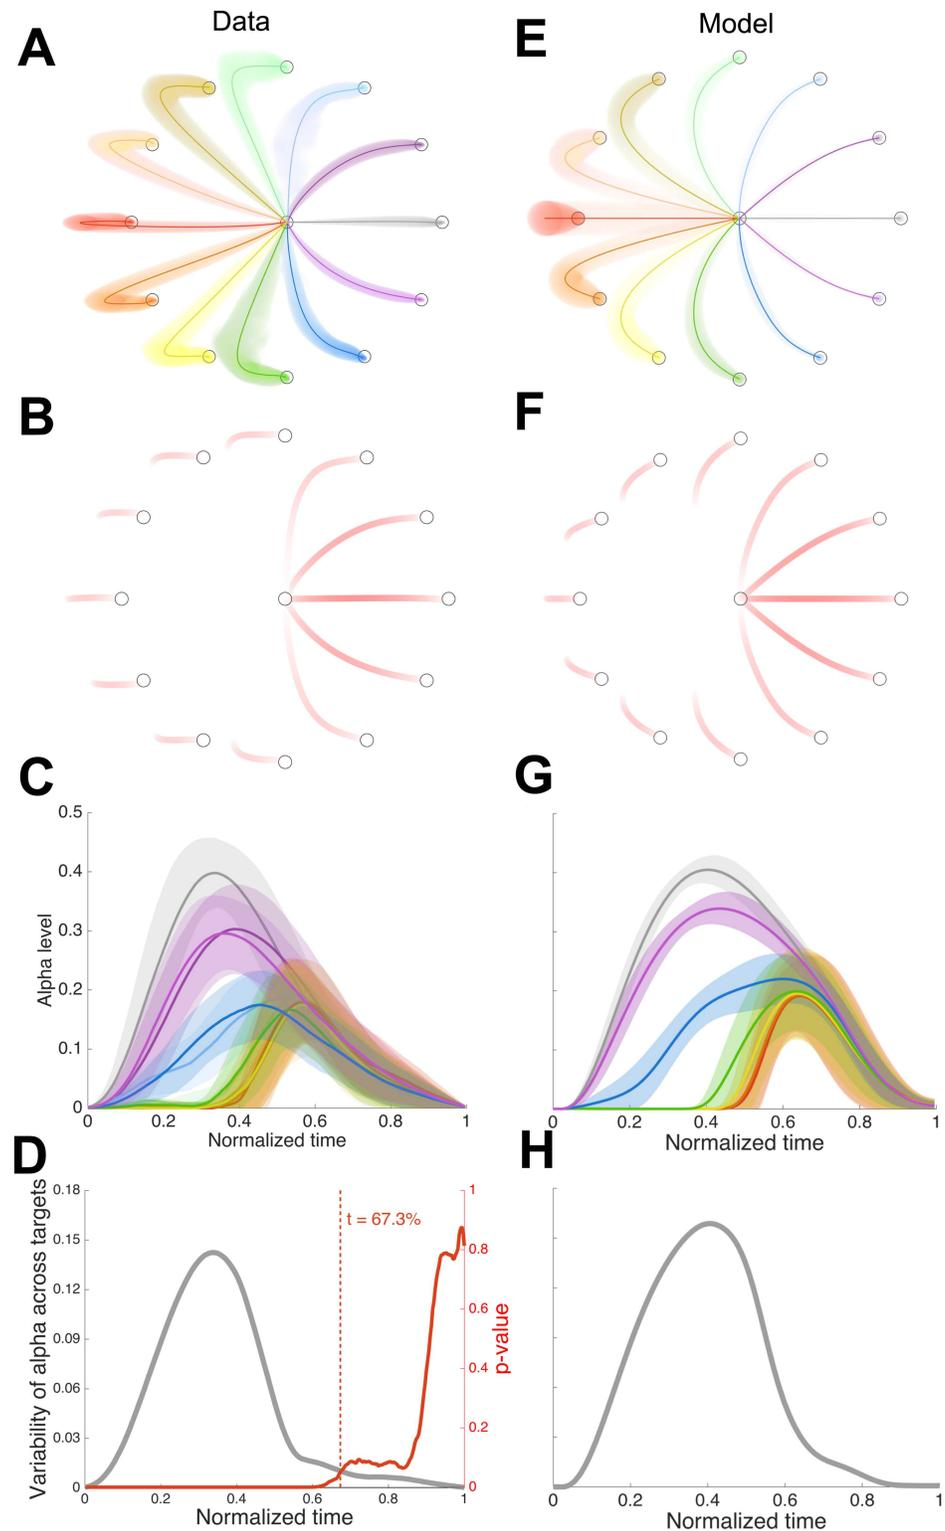 Data
Model
A
E
B
F
C
G
0.5
0.4
0.3
0.2
0.1
0
Alpha level
0 0.2 0.4 0.6 0.8 1
Normalized time
0 0.2 0.4 0.6 0.8 1
Normalized time
D
H
0.18
0.15
0.12
0.09
0.06
0.03
0
Variability of alpha across targets
t = 67.3%
1
0.8
0.6
0.4
0.2
0
p-value
0 0.2 0.4 0.6 0.8 1
Normalized time
0 0.2 0.4 0.6 0.8 1
Normalized time